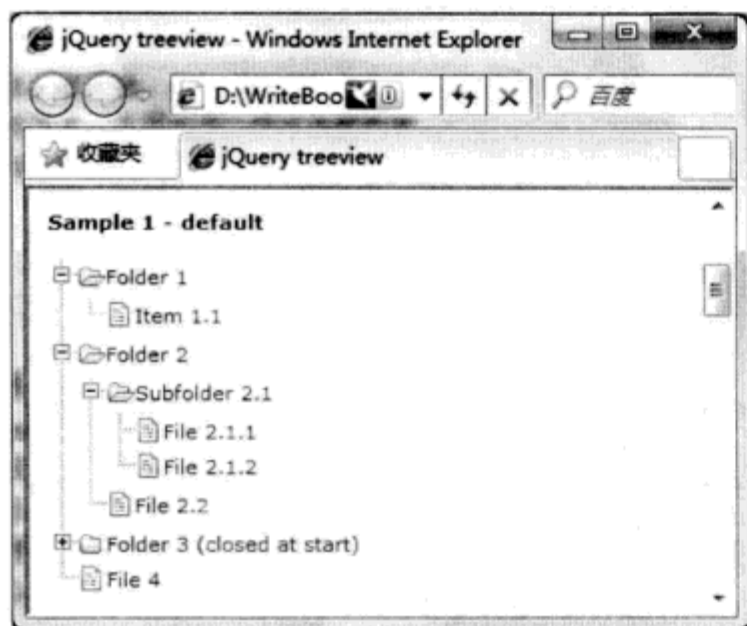 jQuery treeview - Windows Internet Explorer
D:\WriteBoo
百度
收藏夹
jQuery treeview
Sample 1 - default
Folder 1
Item 1.1
Folder 2
Subfolder 2.1
File 2.1.1
File 2.1.2
File 2.2
Folder 3 (closed at start)
File 4